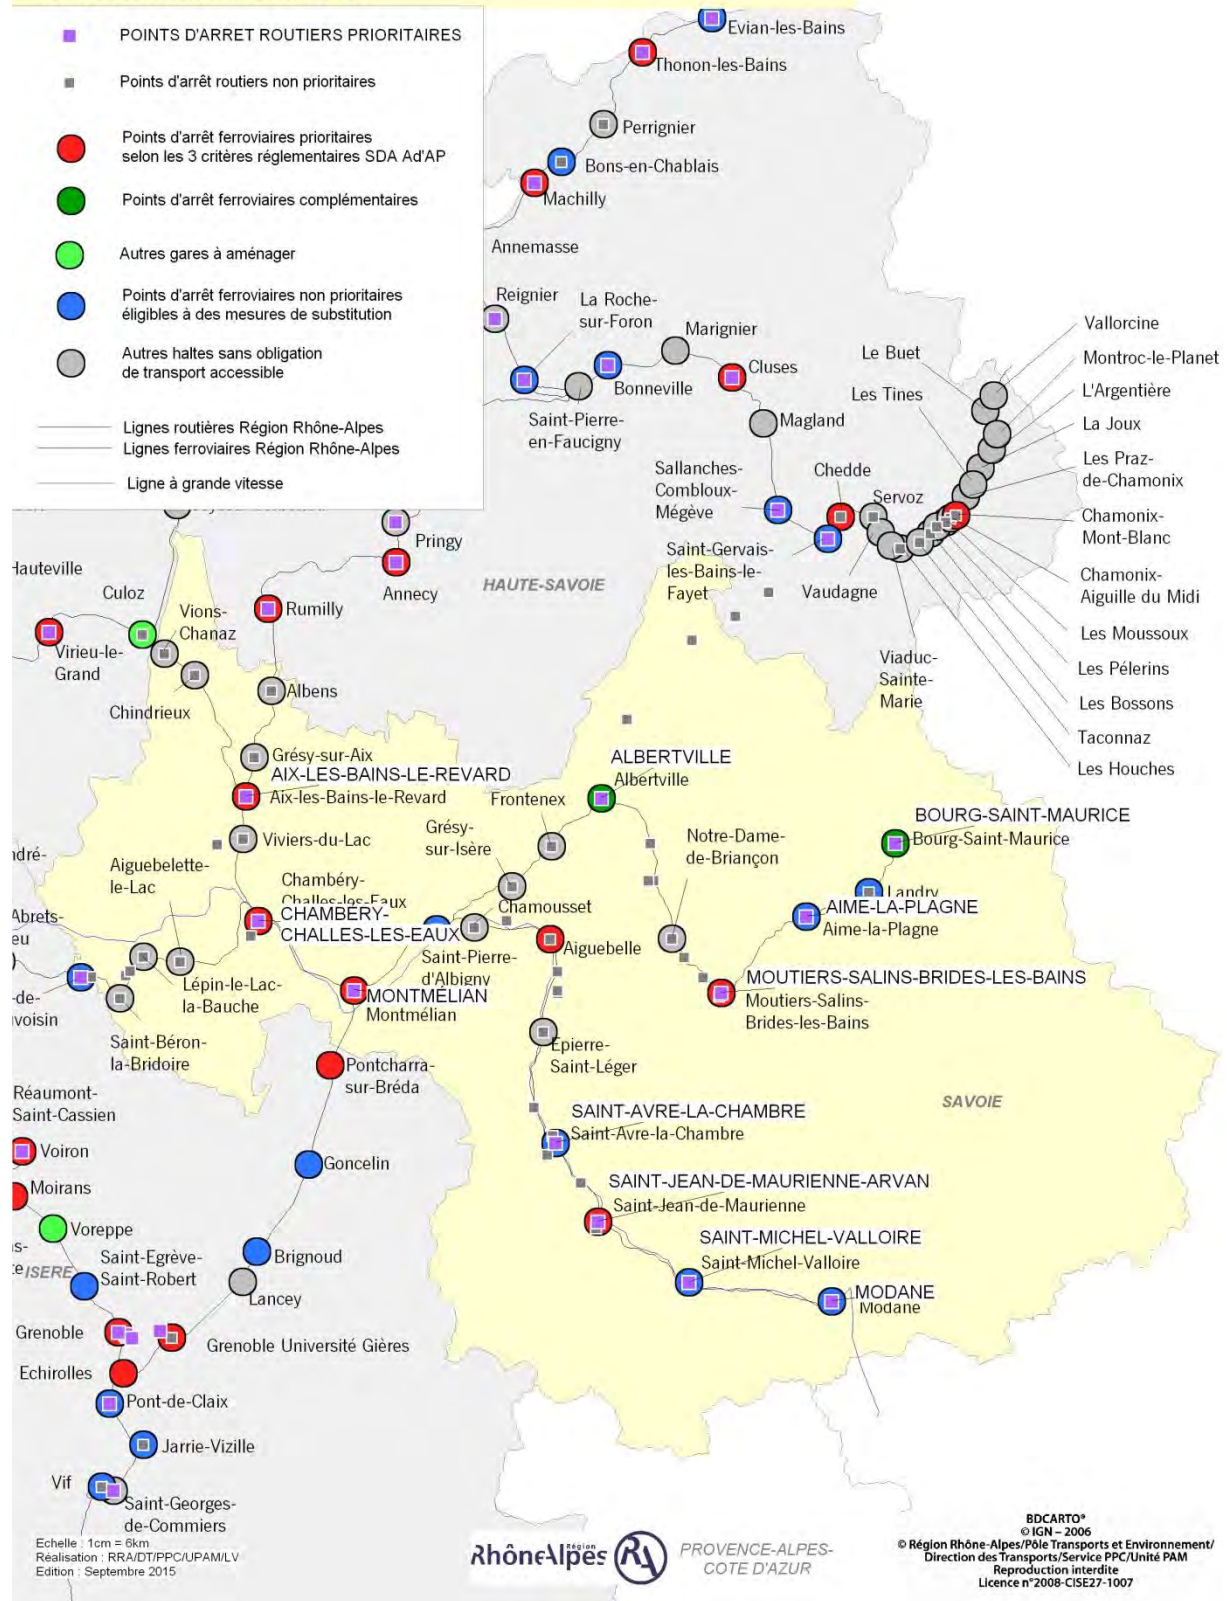 POINTS D'ARRET ROUTIERS PRIORITAIRES
Points d'arrêt routiers non prioritaires
Points d'arrêt ferroviaires prioritaires
selon les 3 critères réglementaires SDA Ad'AP
Points d'arrêt ferroviaires complémentaires
Autres gares à aménager
Points d'arrêt ferroviaires non prioritaires
éligibles à des mesures de substitution
Autres haltes sans obligation
de transport accessible
Lignes routières Région Rhône-Alpes
Lignes ferroviaires Région Rhône-Alpes
Ligne à grande vitesse
Evian-les-Bains
Thonon-les-Bains
Perrignier
Bons-en-Chablais
Machilly
Annemasse
Reignier
La Roche-
sur-Foron
Marignier
Bonneville
Cluses
Saint-Pierre-
en-Faucigny
Magland
Sallanches-
Combloux-
Mégève
Chedde
Servoz
Saint-Gervais-
les-Bains-le-
Fayet
Vaudagne
Viaduc-
Sainte-
Marie
Le Buet
Les Tines
Vallorcine
Montroc-le-Planet
L'Argentière
La Joux
Les Praz-
de-Chamonix
Chamonix-
Mont-Blanc
Chamonix-
Aiguille du Midi
Les Moussoux
Les Pélerins
Les Bossons
Taconnaz
Les Houches
Pringy
Annecy
HAUTE-SAVOIE
Hauteville
Culoz
Vions-
Chanaz
Rumilly
Virieu-le-
Grand
Chindrieux
Albens
Grésy-sur-Aix
AIX-LES-BAINS-LE-REVARD
Aix-les-Bains-le-Revard
Viviers-du-Lac
ALBERTVILLE
Albertville
Frontenex
Grésy-
sur-Isère
Notre-Dame-
de-Briançon
BOURG-SAINT-MAURICE
Bourg-Saint-Maurice
Landry
AIME-LA-PLAGNE
Aime-la-Plagne
ndré-
Aiguebelette-
le-Lac
Chambéry-
Challes-les-Eaux
CHAMBÉRY-
CHALLES-LES-EAUX
Chamousset
Aiguebelle
Saint-Pierre-
d'Albigny
Abrets-
eu
-de-
uvoisin
Lépin-le-Lac-
la-Bauche
MONTMÉLIAN
Montmélian
MOUTIERS-SALINS-BRIDES-LES-BAINS
Moutiers-Salins-
Brides-les-Bains
Saint-Béron-
la-Bridoire
Epierre-
Saint-Léger
Pontcharra-
sur-Bréda
Réaumont-
Saint-Cassien
SAVOIE
SAINT-AVRE-LA-CHAMBRE
Saint-Avre-la-Chambre
Voiron
Goncelin
Moirans
SAINT-JEAN-DE-MAURIENNE-ARVAN
Saint-Jean-de-Maurienne
Voreppe
SAINT-MICHEL-VALLOIRE
Saint-Michel-Valloire
ns-
te
ISERE
Saint-Egrève-
Saint-Robert
Brignoud
Lancey
MODANE
Modane
Grenoble
Grenoble Université Gières
Echirolles
Pont-de-Claix
Jarrie-Vizille
Vif
Saint-Georges-
de-Commiers
Echelle : 1cm = 6km
Réalisation : RRA/DT/PPC/UPAM/LV
Edition : Septembre 2015
RhôneAlpes Région
RA
PROVENCE-ALPES-
COTE D'AZUR
BDCARTO®
© IGN – 2006
© Région Rhône-Alpes/Pôle Transports et Environnement/
Direction des Transports/Service PPC/Unité PAM
Reproduction interdite
Licence n°2008-CISE27-1007